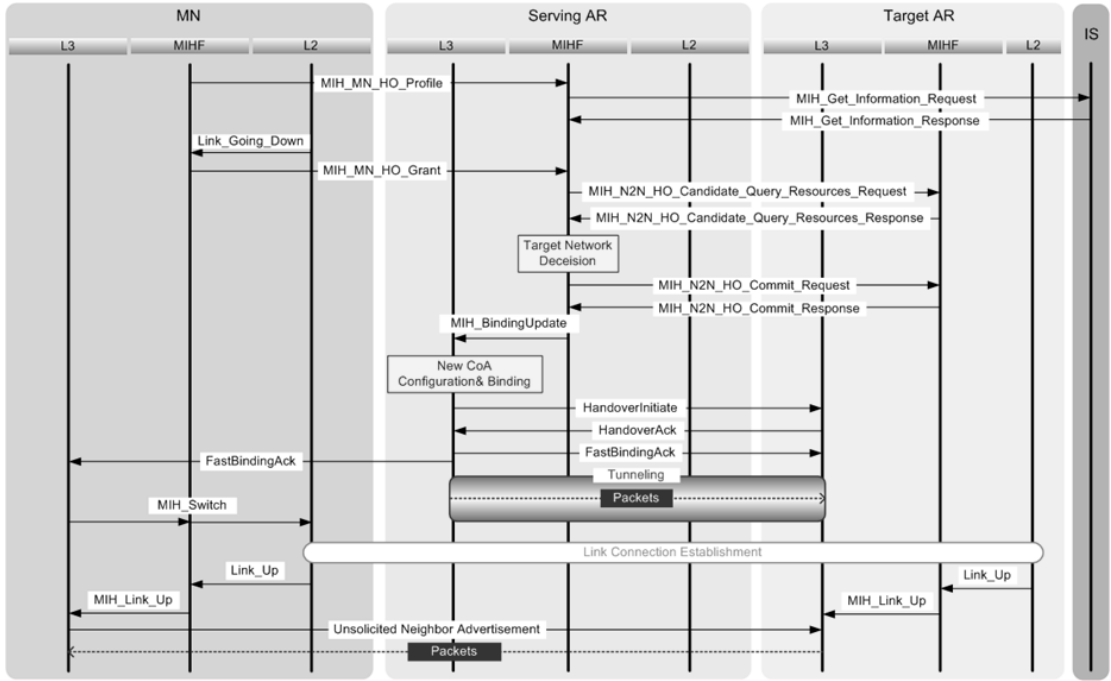 MN
Serving AR
Target AR
IS
L3
MIHF
L2
L3
MIHF
L2
L3
MIHF
L2
MIH_MN_HO_Profile
MIH_Get_Information_Request
MIH_Get_Information_Response
Link_Going_Down
MIH_MN_HO_Grant
MIH_N2N_HO_Candidate_Query_Resources_Request
MIH_N2N_HO_Candidate_Query_Resources_Response
Target Network
Deceision
MIH_N2N_HO_Commit_Request
MIH_N2N_HO_Commit_Response
MIH_BindingUpdate
New CoA
Configuration& Binding
HandoverInitiate
HandoverAck
FastBindingAck
FastBindingAck
Tunneling
Packets
MIH_Switch
Link Connection Establishment
Link_Up
Link_Up
MIH_Link_Up
MIH_Link_Up
Unsolicited Neighbor Advertisement
Packets